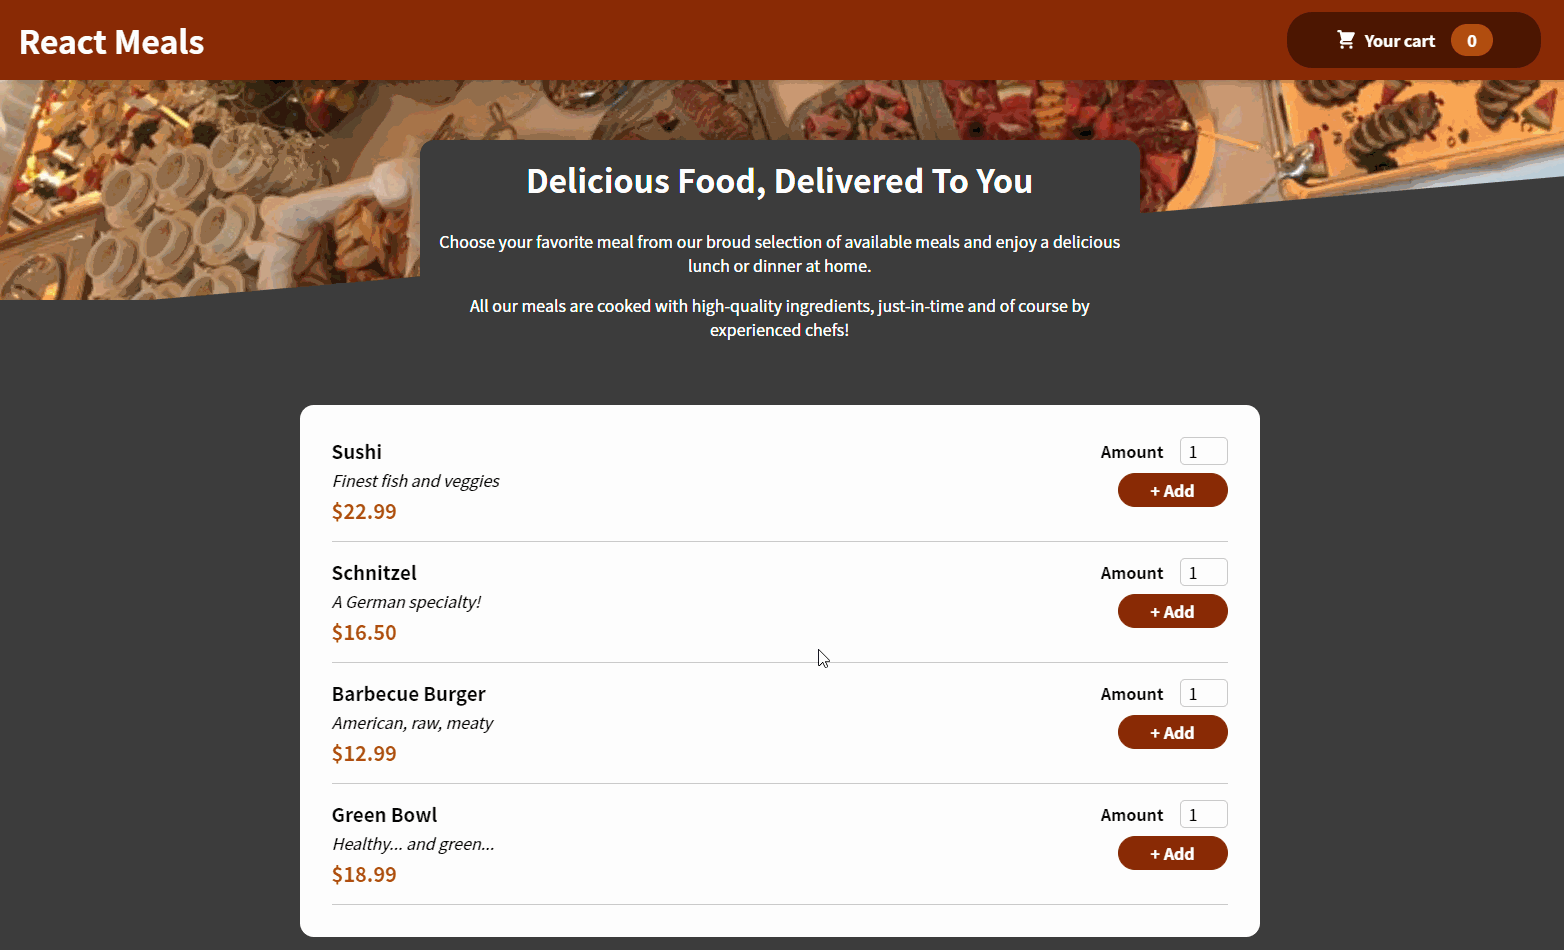 React Meals
Your cart 0
Delicious Food, Delivered To You
Choose your favorite meal from our broud selection of available meals and enjoy a delicious
lunch or dinner at home.
All our meals are cooked with high-quality ingredients, just-in-time and of course by
experienced chefs!
Sushi
Finest fish and veggies
$22.99
Amount 1
+ Add
Schnitzel
A German specialty!
$16.50
Amount 1
+ Add
Barbecue Burger
American, raw, meaty
$12.99
Amount 1
+ Add
Green Bowl
Healthy... and green...
$18.99
Amount 1
+ Add